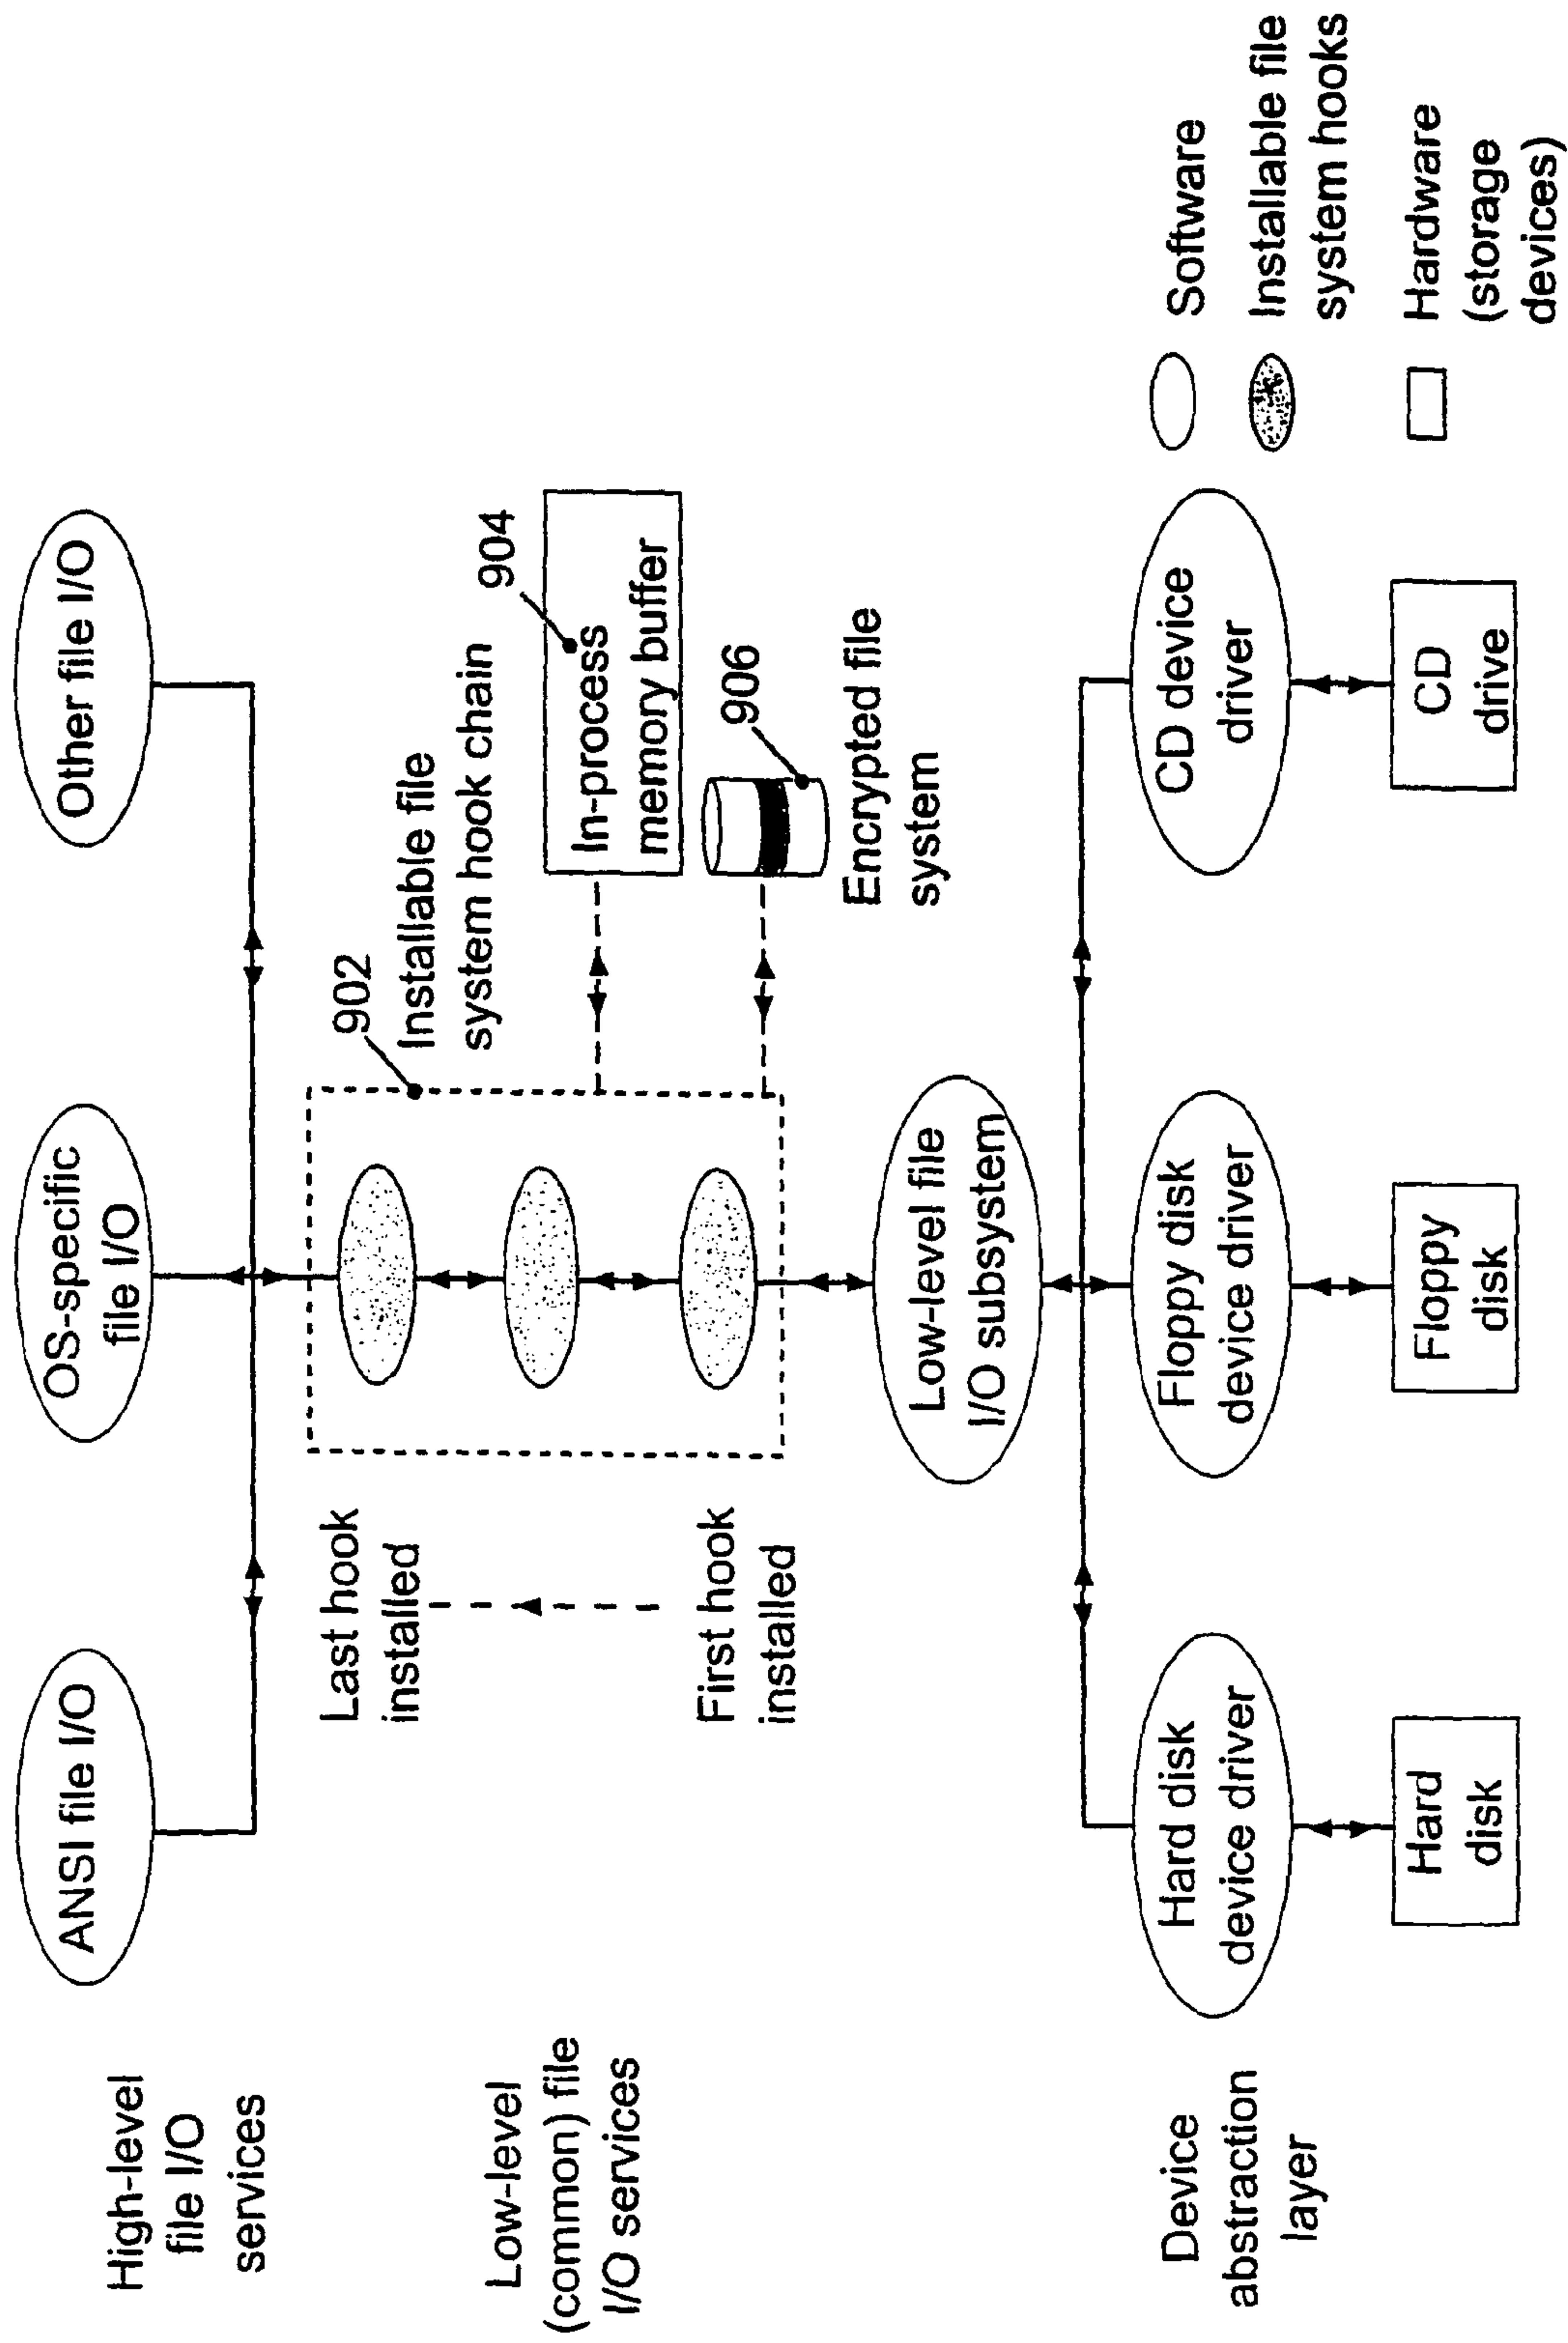 High-level
file I/O
services
ANSI file I/O
OS-specific
file I/O
Other file I/O
Low-level
(common) file
I/O services
Last hook
installed
First hook
installed
902
Installable file
system hook chain
904
In-process
memory buffer
906
Encrypted file
system
Low-level file
I/O subsystem
Device
abstraction
layer
Hard disk
device driver
Floppy disk
device driver
CD device
driver
Hard
disk
Floppy
disk
CD
drive
Software
Installable file
system hooks
Hardware
(storage
devices)